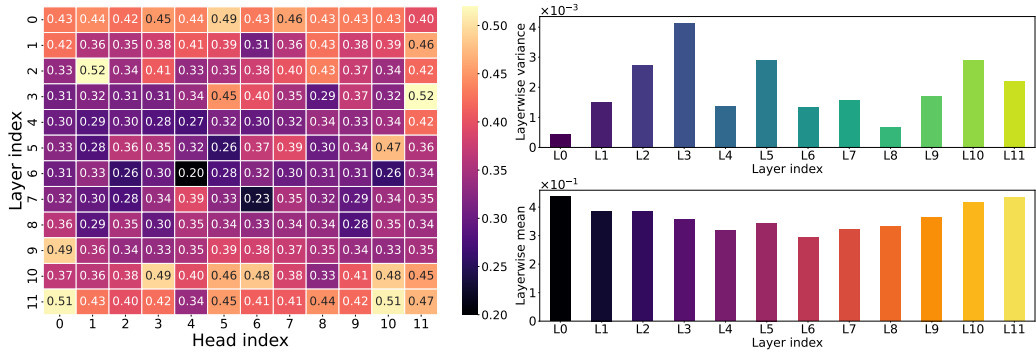 0 0.43 0.44 0.42 0.45 0.44 0.49 0.43 0.46 0.43 0.43 0.43 0.40
1 0.42 0.36 0.35 0.38 0.41 0.39 0.31 0.36 0.43 0.38 0.39 0.46
2 0.33 0.52 0.34 0.41 0.33 0.35 0.38 0.40 0.43 0.37 0.34 0.42
3 0.31 0.32 0.31 0.31 0.34 0.45 0.40 0.35 0.29 0.37 0.32 0.52
4 0.30 0.29 0.30 0.28 0.27 0.32 0.30 0.32 0.34 0.33 0.34 0.42
5 0.33 0.28 0.36 0.35 0.32 0.26 0.37 0.39 0.30 0.34 0.47 0.36
6 0.31 0.33 0.26 0.30 0.20 0.28 0.32 0.30 0.31 0.31 0.26 0.34
7 0.32 0.30 0.28 0.34 0.39 0.33 0.23 0.35 0.32 0.29 0.33 0.35
8 0.36 0.29 0.35 0.30 0.35 0.34 0.34 0.33 0.34 0.28 0.35 0.35
9 0.49 0.36 0.34 0.33 0.35 0.39 0.38 0.37 0.35 0.34 0.33 0.35
10 0.37 0.36 0.38 0.49 0.40 0.46 0.48 0.38 0.33 0.41 0.48 0.45
11 0.51 0.43 0.40 0.42 0.34 0.45 0.41 0.41 0.44 0.42 0.51 0.47
0 1 2 3 4 5 6 7 8 9 10 11
Layer index
Head index
0.50
0.45
0.40
0.35
0.30
0.25
0.20
×10⁻³
4
3
2
1
0
Layerwise variance
L0 L1 L2 L3 L4 L5 L6 L7 L8 L9 L10 L11
Layer index
×10⁻¹
4
3
2
1
0
Layerwise mean
L0 L1 L2 L3 L4 L5 L6 L7 L8 L9 L10 L11
Layer index